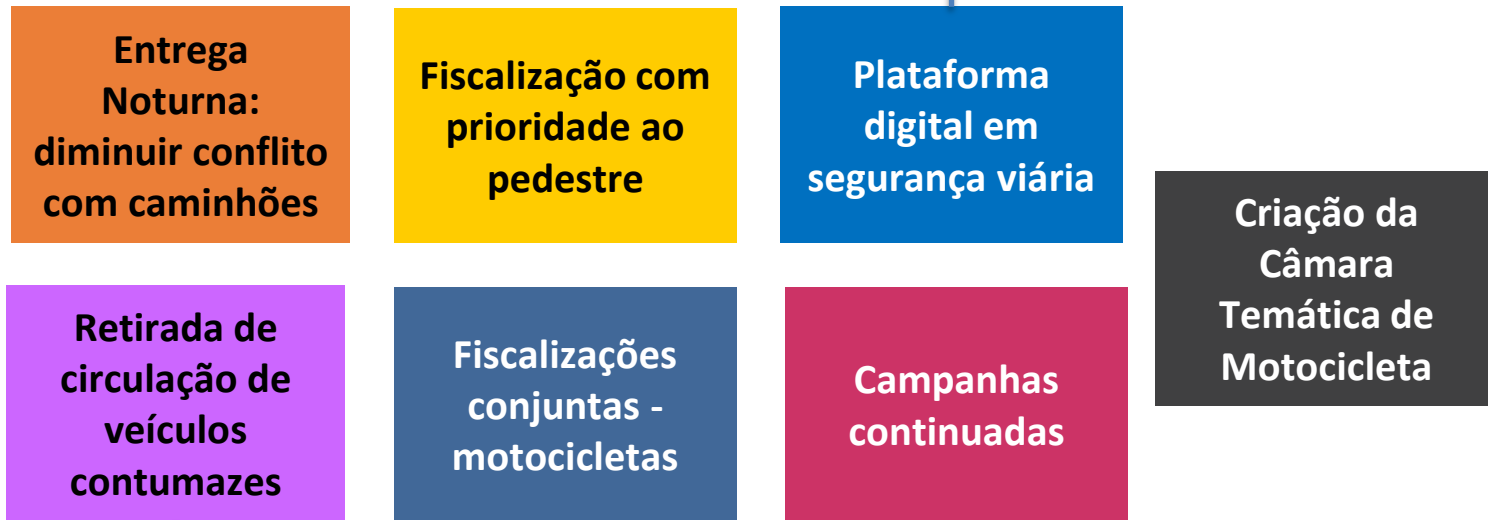 Entrega
Noturna:
diminuir conflito
com caminhões
Fiscalização com
prioridade ao
pedestre
Plataforma
digital em
segurança viária
Criação da
Câmara
Temática de
Motocicleta
Retirada de
circulação de
veículos
contumazes
Fiscalizações
conjuntas -
motocicletas
Campanhas
continuadas